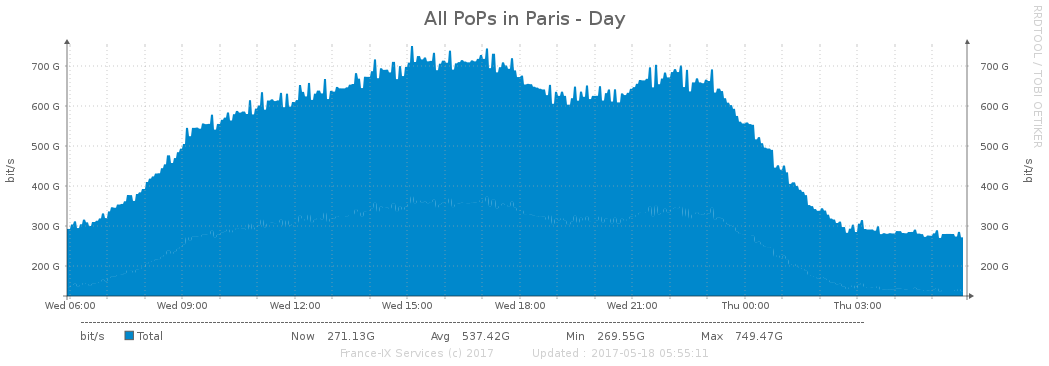 All PoPs in Paris - Day
RRDTOOL / TOBI OETIKER
bit/s
700 G 700 G
600 G 600 G
500 G 500 G
400 G 400 G
300 G 300 G
200 G 200 G
bit/s
Wed 06:00 Wed 09:00 Wed 12:00 Wed 15:00 Wed 18:00 Wed 21:00 Thu 00:00 Thu 03:00
bit/s Total Now 271.13G Avg 537.42G Min 269.55G Max 749.47G
France-IX Services (c) 2017 Updated : 2017-05-18 05:55:11